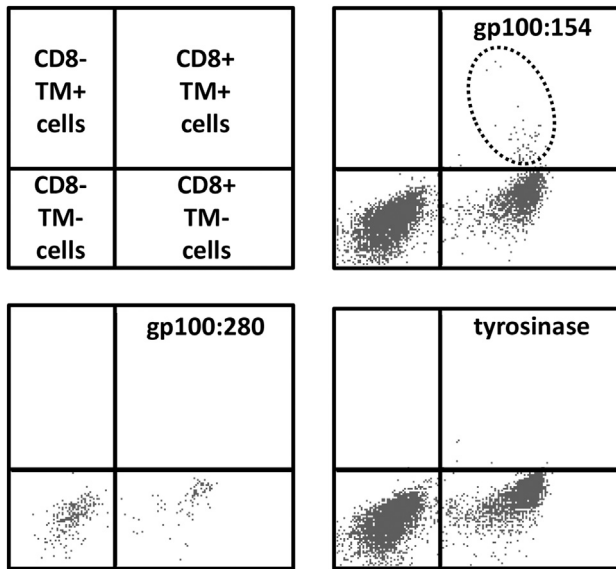 CD8-
TM+
cells
CD8+
TM+
cells
CD8-
TM-
cells
CD8+
TM-
cells
gp100:154
gp100:280
tyrosinase